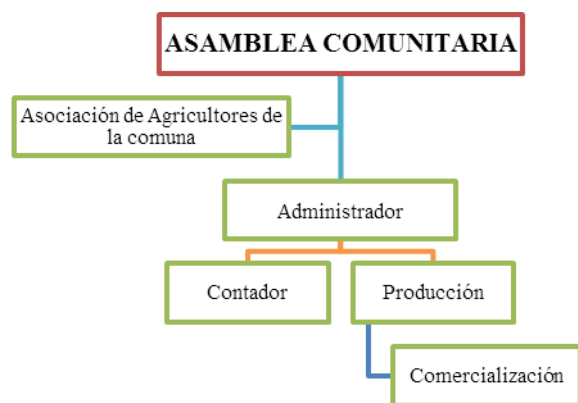 ASAMBLEA COMUNITARIA
Asociación de Agricultores de
la comuna
Administrador
Contador
Producción
Comercialización